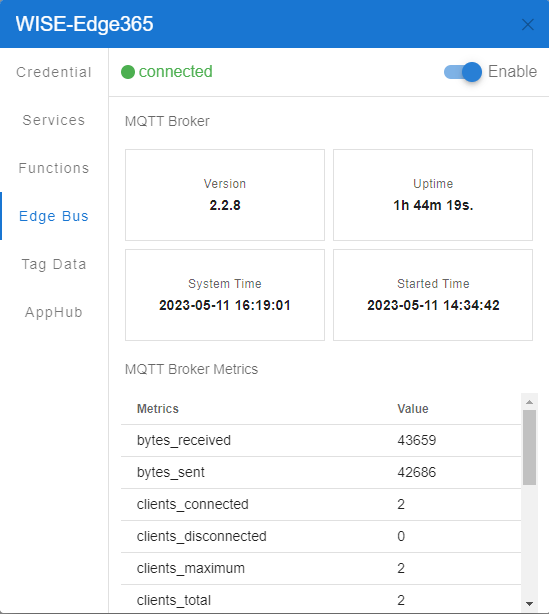 WISE-Edge365
Credential
Services
Functions
Edge Bus
Tag Data
AppHub
connected
Enable
MQTT Broker
Version
2.2.8
Uptime
1h 44m 19s.
System Time
2023-05-11 16:19:01
Started Time
2023-05-11 14:34:42
MQTT Broker Metrics
Metrics Value
bytes_received 43659
bytes_sent 42686
clients_connected 2
clients_disconnected 0
clients_maximum 2
clients_total 2